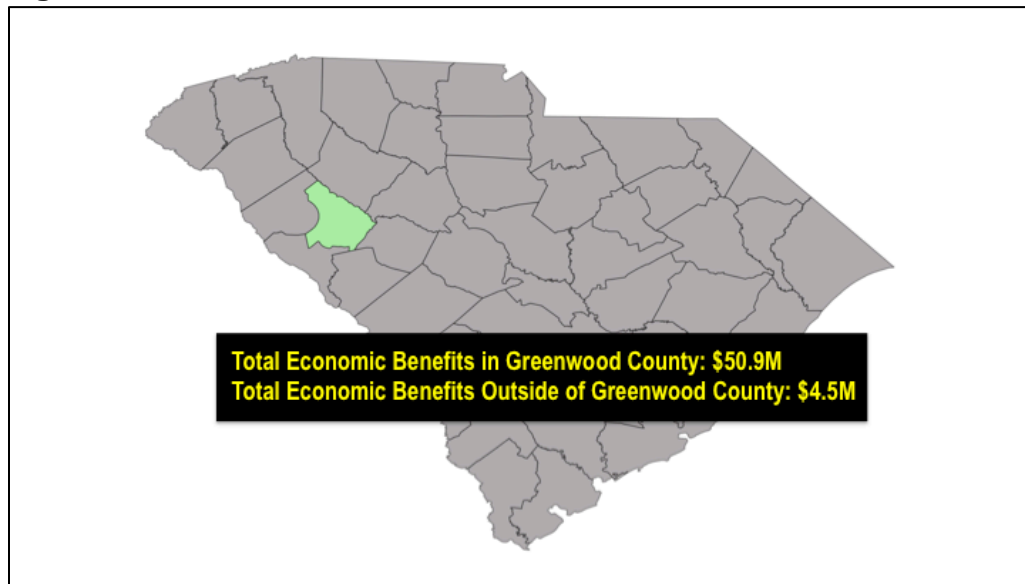 Total Economic Benefits in Greenwood County: $50.9M
Total Economic Benefits Outside of Greenwood County: $4.5M